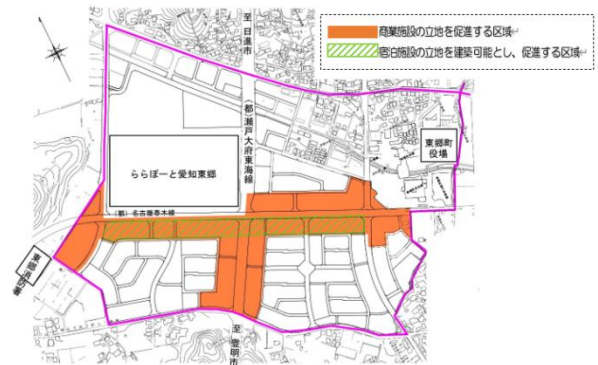 商業施設の立地を促進する区域
宿泊施設の立地を建築可能とし、促進する区域
至 日進市
（都）瀬戸大府東海線
東郷町
役場
ららぽーと愛知東郷
（都）名古屋春木線
東郷消防署
至 豊明市